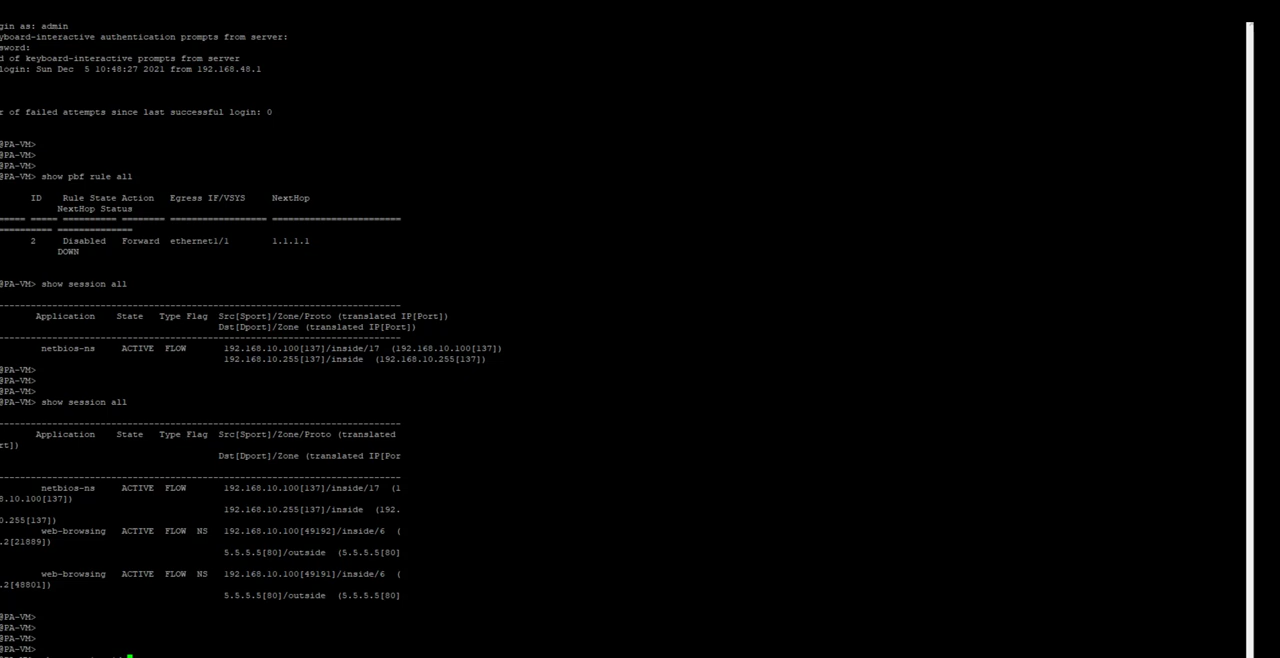 gin as: admin
yboard-interactive authentication prompts from server:
sword:
d of keyboard-interactive prompts from server
login: Sun Dec  5 10:48:27 2021 from 192.168.48.1
r of failed attempts since last successful login: 0
@PA-VM>
@PA-VM>
@PA-VM>
@PA-VM> show pbf rule all
ID    Rule State Action   Egress IF/VSYS     NextHop
NextHop Status
===== ===== ========== ======== ================== ========================
========== ==============
2     Disabled   Forward  ethernet1/1        1.1.1.1
DOWN
@PA-VM> show session all
--------------------------------------------------------------------------------
Application    State   Type Flag  Src[Sport]/Zone/Proto (translated IP[Port])
Dst[Dport]/Zone (translated IP[Port])
--------------------------------------------------------------------------------
netbios-ns     ACTIVE  FLOW       192.168.10.100[137]/inside/17  (192.168.10.100[137])
192.168.10.255[137]/inside  (192.168.10.255[137])
@PA-VM>
@PA-VM>
@PA-VM>
@PA-VM> show session all
--------------------------------------------------------------------------------
Application    State   Type Flag  Src[Sport]/Zone/Proto (translated
rt])
Dst[Dport]/Zone (translated IP[Por
--------------------------------------------------------------------------------
netbios-ns     ACTIVE  FLOW       192.168.10.100[137]/inside/17  (1
8.10.100[137])
192.168.10.255[137]/inside  (192.
0.255[137])
web-browsing   ACTIVE  FLOW  NS   192.168.10.100[49192]/inside/6  (
.2[21889])
5.5.5.5[80]/outside  (5.5.5.5[80]
web-browsing   ACTIVE  FLOW  NS   192.168.10.100[49191]/inside/6  (
.2[48801])
5.5.5.5[80]/outside  (5.5.5.5[80]
@PA-VM>
@PA-VM>
@PA-VM>
@PA-VM>